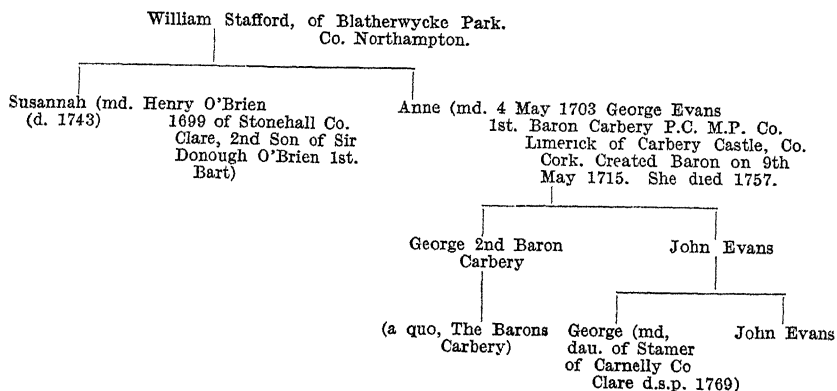 William Stafford, of Blatherwycke Park.
Co. Northampton.
Susannah (md. Henry O'Brien
(d. 1743) 1699 of Stonehall Co.
Clare, 2nd Son of Sir
Donough O'Brien 1st.
Bart)
Anne (md. 4 May 1703 George Evans
1st. Baron Carbery P.C. M.P. Co.
Limerick of Carbery Castle, Co.
Cork. Created Baron on 9th
May 1715. She died 1757.
George 2nd Baron
Carbery
John Evans
(a quo, The Barons
Carbery)
George (md,
dau. of Stamer
of Carnelly Co
Clare d.s.p. 1769)
John Evans